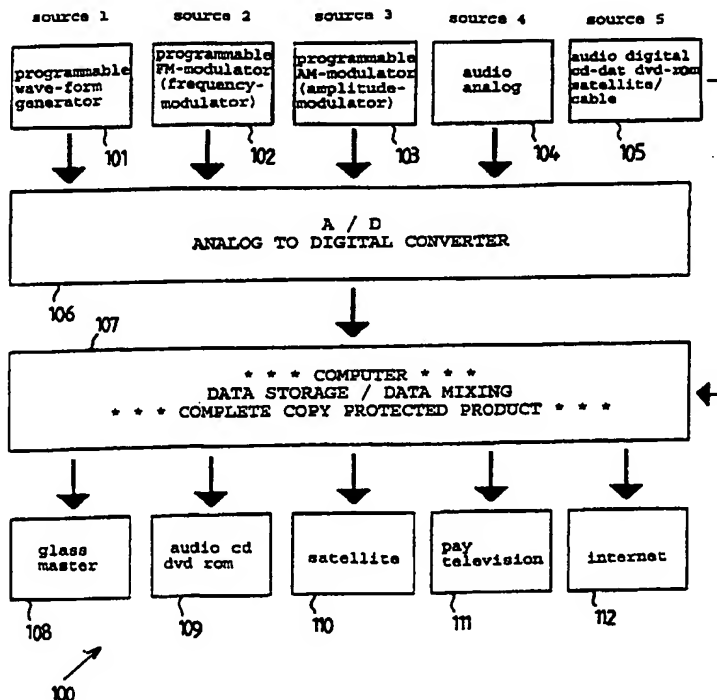 source 1 source 2 source 3 source 4 source 5
programmable
wave-form
generator
programmable
FM-modulator
(frequency-
modulator)
programmable
AM-modulator
(amplitude-
modulator)
audio
analog
audio digital
cd-dat dvd-rom
satellite/
cable
101 102 103 104 105
A / D
ANALOG TO DIGITAL CONVERTER
106
107
* * * COMPUTER * * *
DATA STORAGE / DATA MIXING
* * * COMPLETE COPY PROTECTED PRODUCT * * *
glass
master
audio cd
dvd rom
satellite
pay
television
internet
108 109 110 111 112
100